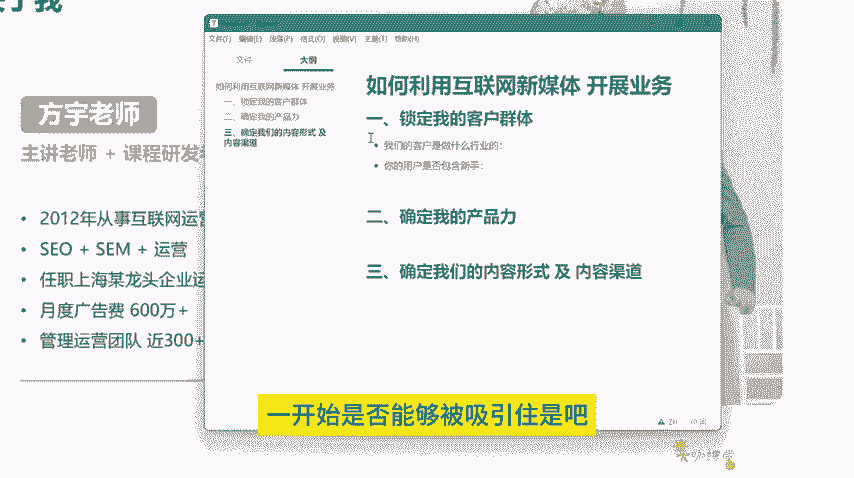 于我
方宇老师
主讲老师 + 课程研发
• 2012年从事互联网运营
• SEO + SEM + 运营
• 任职上海某龙头企业运
• 月度广告费 600万+
• 管理运营团队 近300+
文件(F) 编辑(E) 段落(P) 格式(O) 视图(V) 主题(T) 帮助(H)
文件 大纲
如何利用互联网新媒体 开展业务
一、锁定我的客户群体
二、确定我的产品力
三、确定我们的内容形式 及
内容渠道
如何利用互联网新媒体 开展业务
一、锁定我的客户群体
• 我们的客户是做什么行业的：
• 你的用户是否包含新手：
二、确定我的产品力
三、确定我们的内容形式 及 内容渠道
一开始是否能够被吸引住是吧